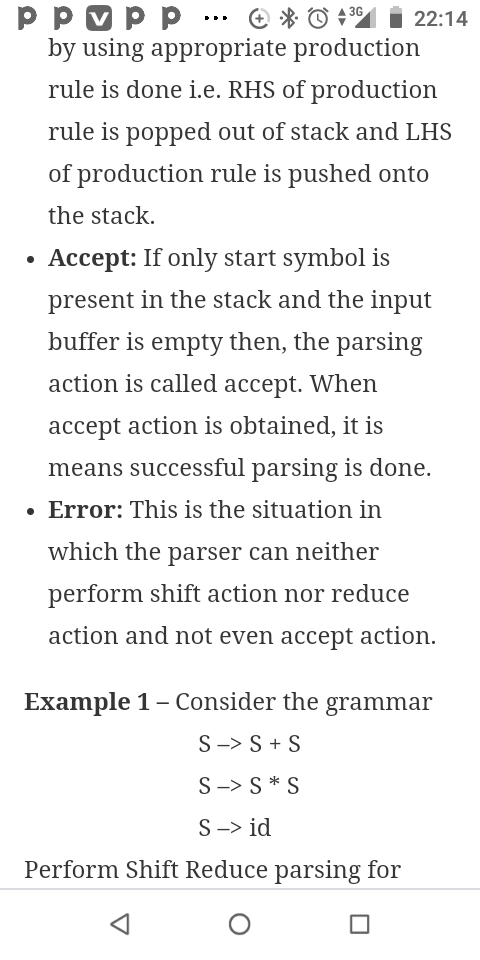 3G 22:14
by using appropriate production
rule is done i.e. RHS of production
rule is popped out of stack and LHS
of production rule is pushed onto
the stack.
• Accept: If only start symbol is
present in the stack and the input
buffer is empty then, the parsing
action is called accept. When
accept action is obtained, it is
means successful parsing is done.
• Error: This is the situation in
which the parser can neither
perform shift action nor reduce
action and not even accept action.
Example 1 – Consider the grammar
S –> S + S
S –> S * S
S –> id
Perform Shift Reduce parsing for